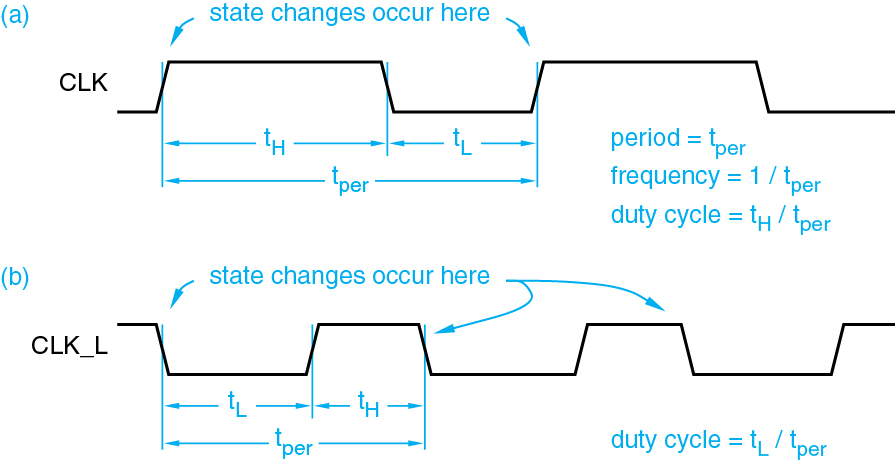 (a)
state changes occur here
CLK
tH
tL
tper
period = tper
frequency = 1 / tper
duty cycle = tH / tper
(b)
state changes occur here
CLK_L
tL
tH
tper
duty cycle = tL / tper